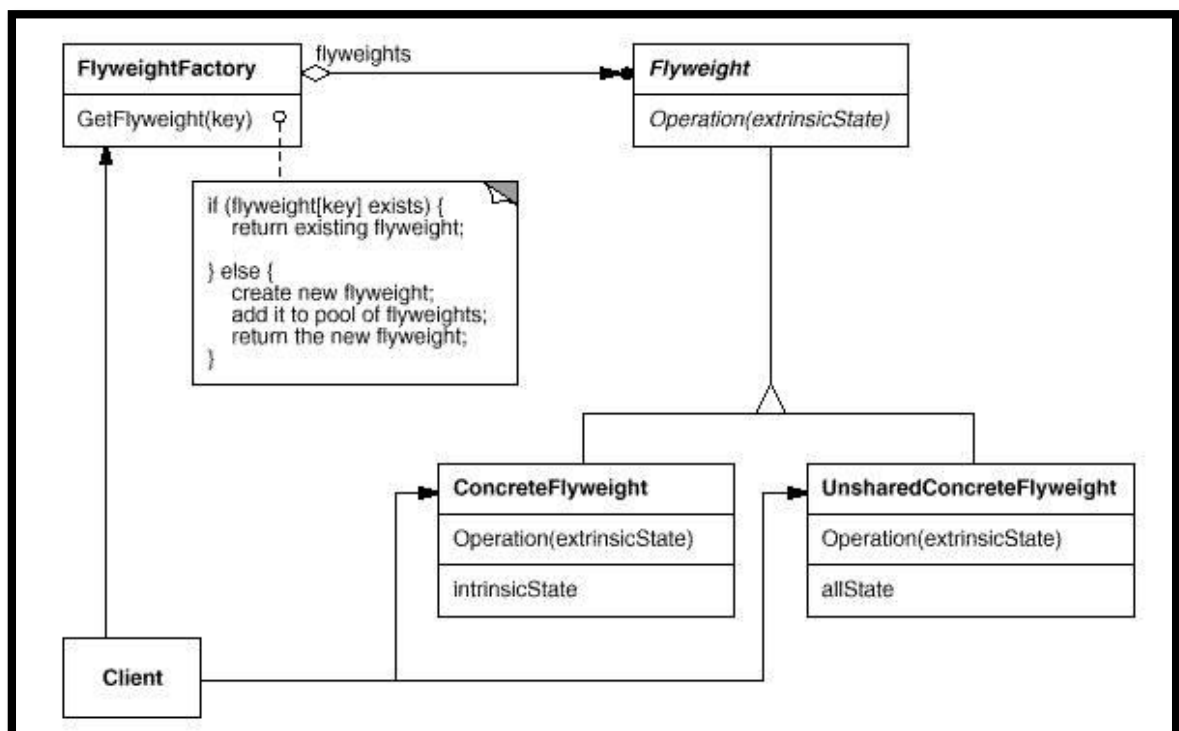 flyweights
FlyweightFactory
GetFlyweight(key)
Flyweight
Operation(extrinsicState)
if (flyweight[key] exists) {
return existing flyweight;
} else {
create new flyweight;
add it to pool of flyweights;
return the new flyweight;
}
ConcreteFlyweight
Operation(extrinsicState)
intrinsicState
UnsharedConcreteFlyweight
Operation(extrinsicState)
allState
Client